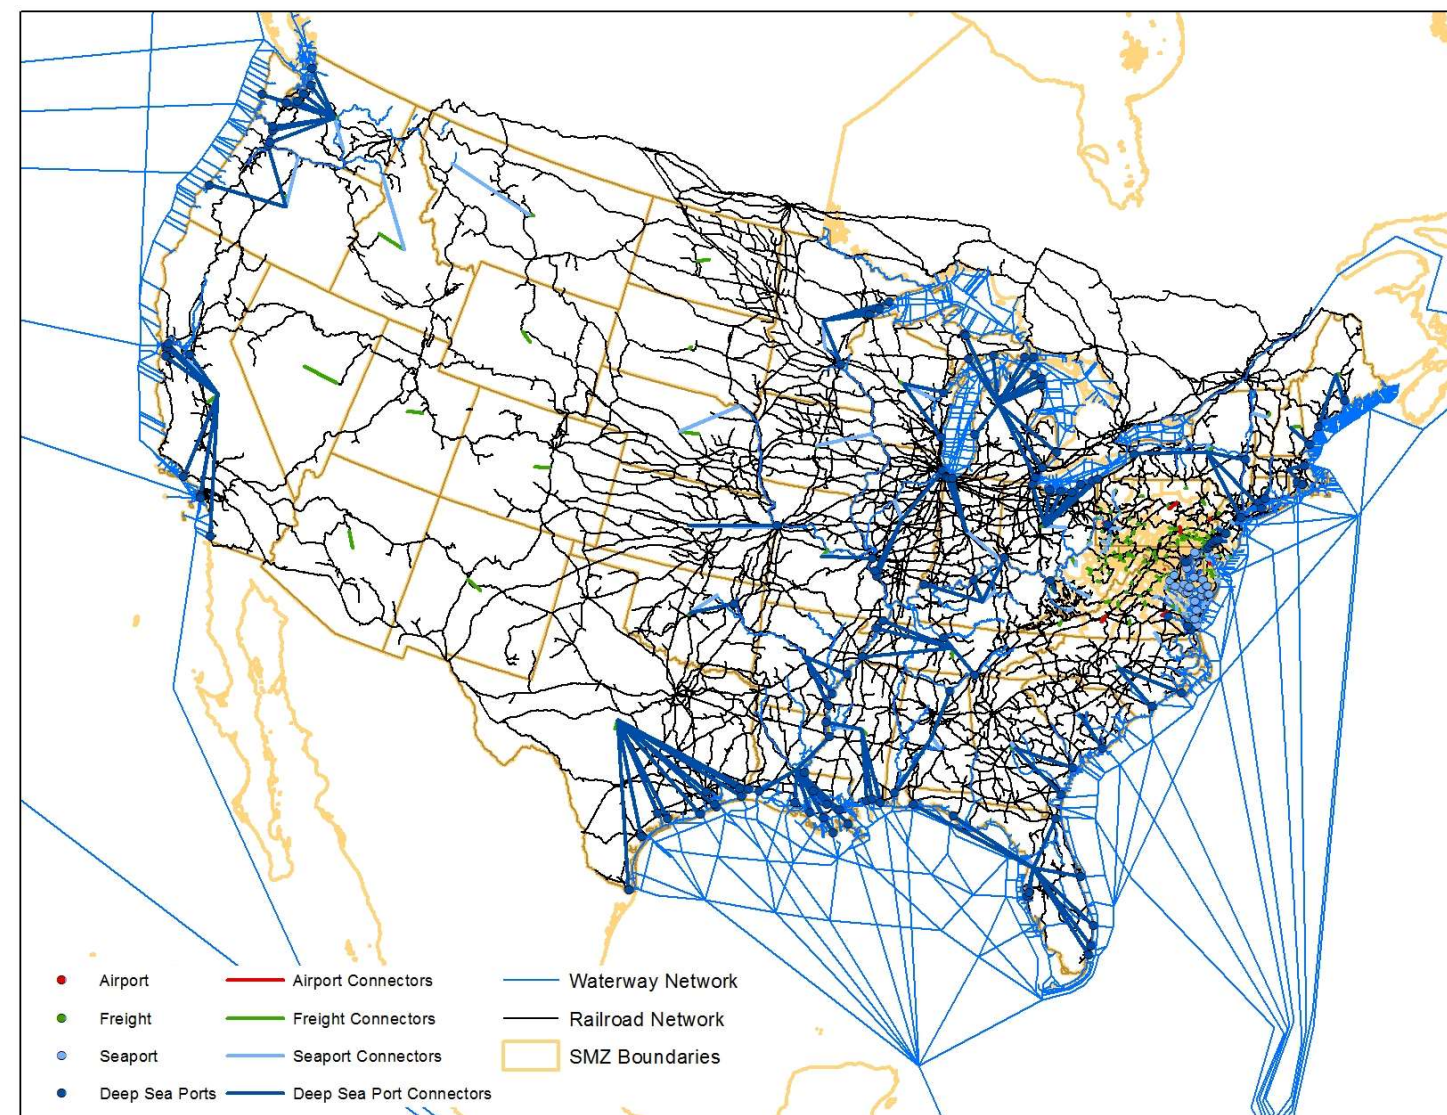 Airport Airport Connectors Waterway Network
Freight Freight Connectors Railroad Network
Seaport Seaport Connectors SMZ Boundaries
Deep Sea Ports Deep Sea Port Connectors